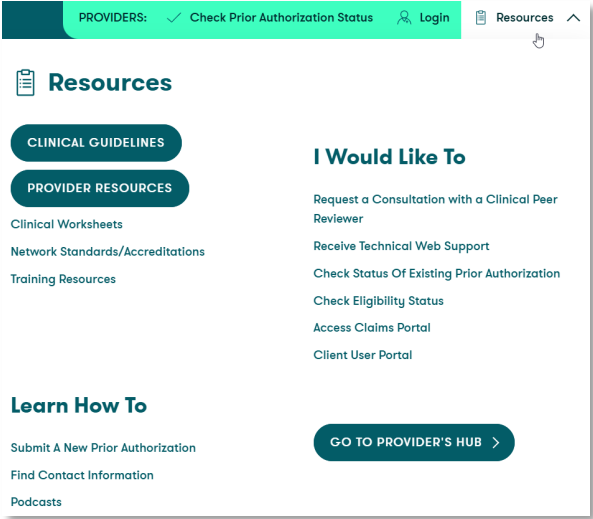 PROVIDERS: Check Prior Authorization Status Login Resources
Resources
CLINICAL GUIDELINES
PROVIDER RESOURCES
Clinical Worksheets
Network Standards/Accreditations
Training Resources
I Would Like To
Request a Consultation with a Clinical Peer
Reviewer
Receive Technical Web Support
Check Status Of Existing Prior Authorization
Check Eligibility Status
Access Claims Portal
Client User Portal
Learn How To
Submit A New Prior Authorization
Find Contact Information
Podcasts
GO TO PROVIDER'S HUB